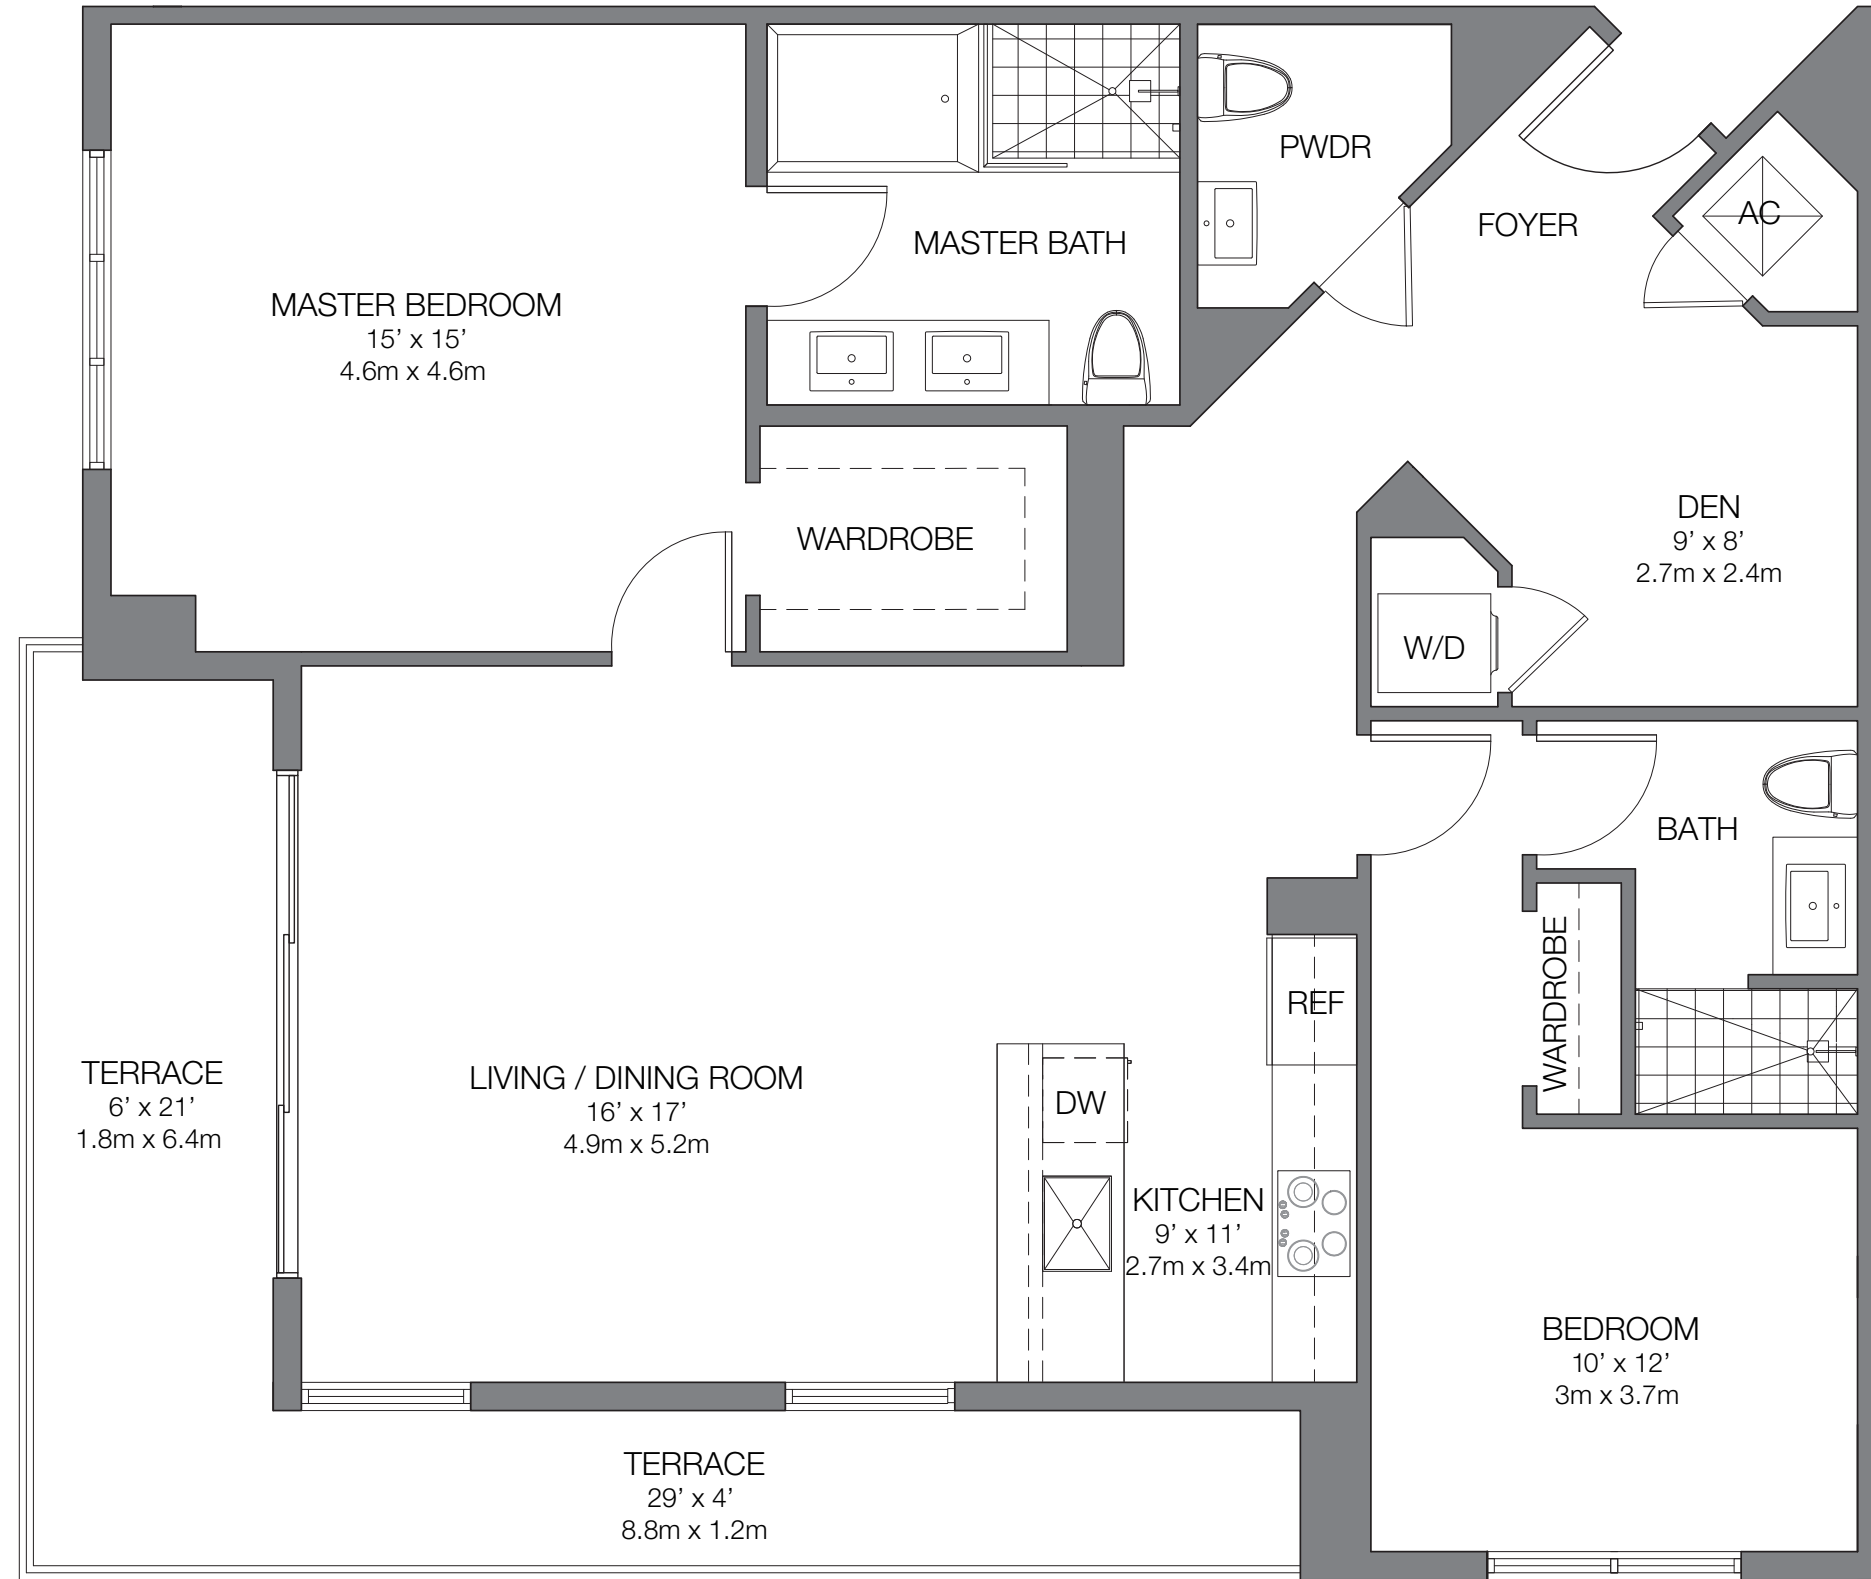 PWDR
AC
FOYER
MASTER BATH
MASTER BEDROOM
15’ x 15’
4.6m x 4.6m
WARDROBE
DEN
9’ x 8’
2.7m x 2.4m
W/D
BATH
WARDROBE
REF
TERRACE
6’ x 21’
1.8m x 6.4m
LIVING / DINING ROOM
16’ x 17’
4.9m x 5.2m
DW
KITCHEN
9’ x 11’
2.7m x 3.4m
BEDROOM
10’ x 12’
3m x 3.7m
TERRACE
29’ x 4’
8.8m x 1.2m